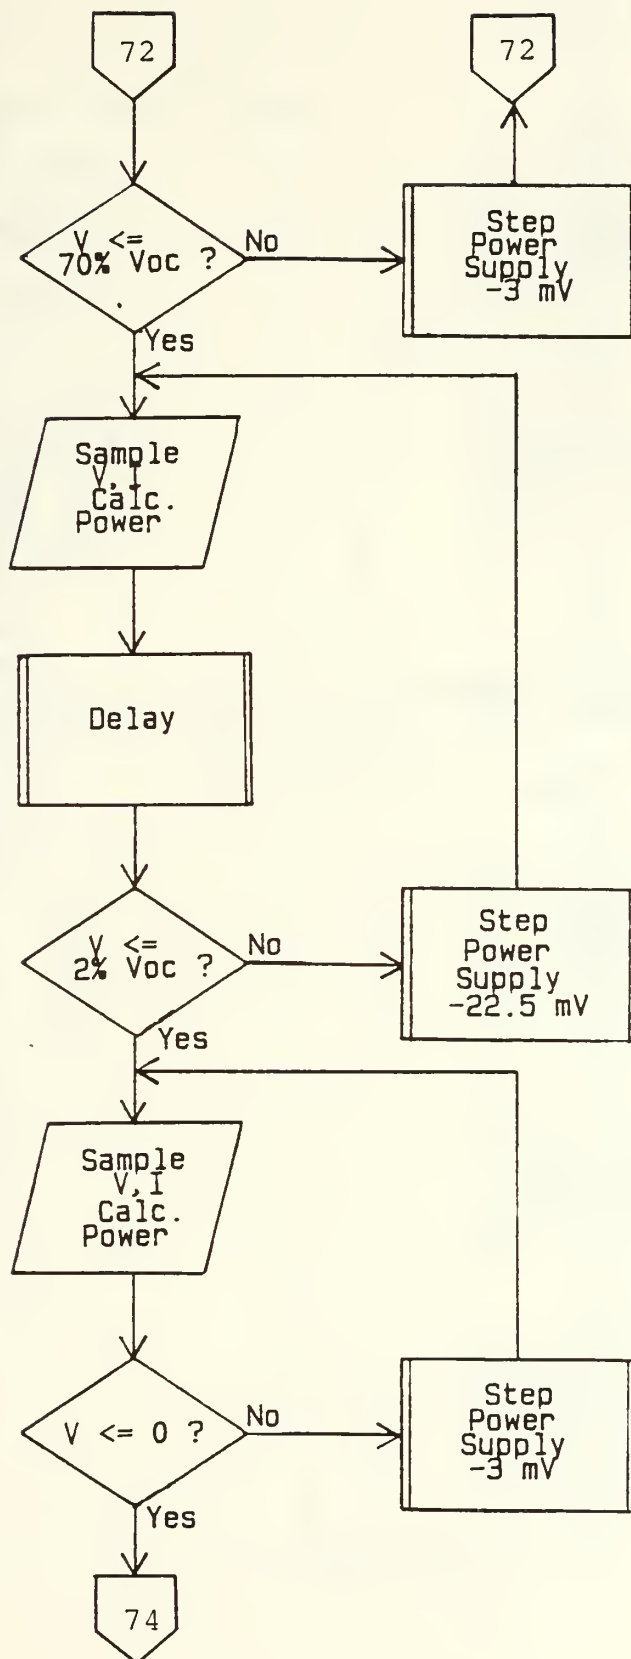 72
72
V <=
70% Voc ?
No
Step
Power
Supply
-3 mV
Yes
Sample
V, I
Calc.
Power
Delay
V <=
2% Voc ?
No
Step
Power
Supply
-22.5 mV
Yes
Sample
V, I
Calc.
Power
V <= 0 ?
No
Step
Power
Supply
-3 mV
Yes
74